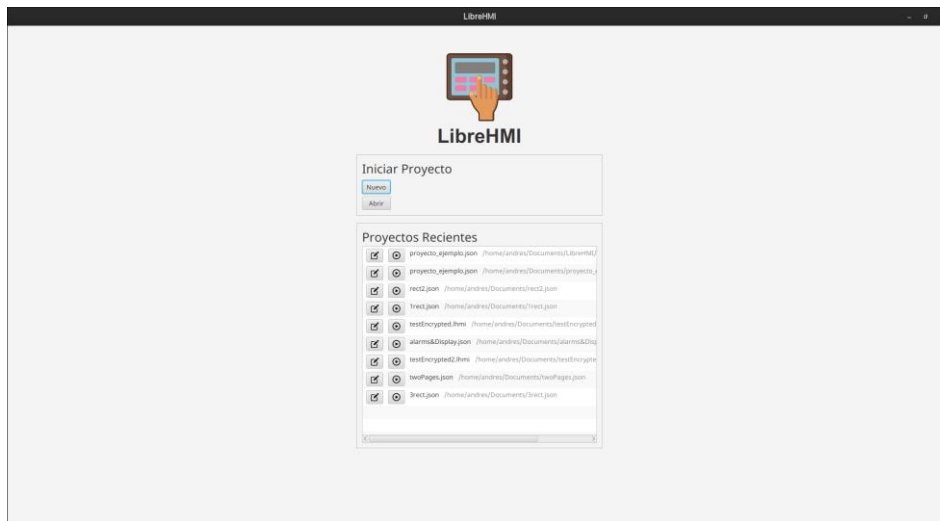 LibreHMI
LibreHMI
Iniciar Proyecto
Nuevo
Abrir
Proyectos Recientes
proyecto_ejemplo.json /home/andres/Documents/LibreHMI/
proyecto_ejemplo.json /home/andres/Documents/proyecto_e
rect2.json /home/andres/Documents/rect2.json
1rect.json /home/andres/Documents/1rect.json
testEncrypted.lhmi /home/andres/Documents/testEncrypted
alarms&Display.json /home/andres/Documents/alarms&Disp
testEncrypted2.lhmi /home/andres/Documents/testEncrypte
twoPages.json /home/andres/Documents/twoPages.json
3rect.json /home/andres/Documents/3rect.json